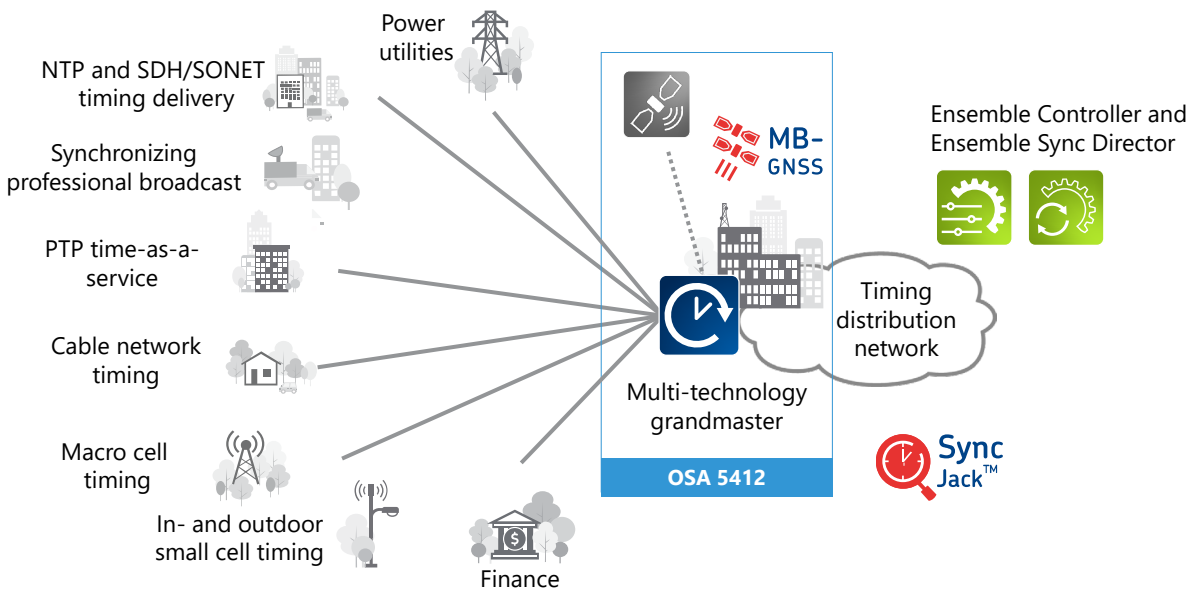 Power
utilities
NTP and SDH/SONET
timing delivery
Synchronizing
professional broadcast
PTP time-as-a-
service
Cable network
timing
Macro cell
timing
In- and outdoor
small cell timing
$
Finance
MB-
GNSS
Multi-technology
grandmaster
OSA 5412
Ensemble Controller and
Ensemble Sync Director
Timing
distribution
network
Sync
Jack™